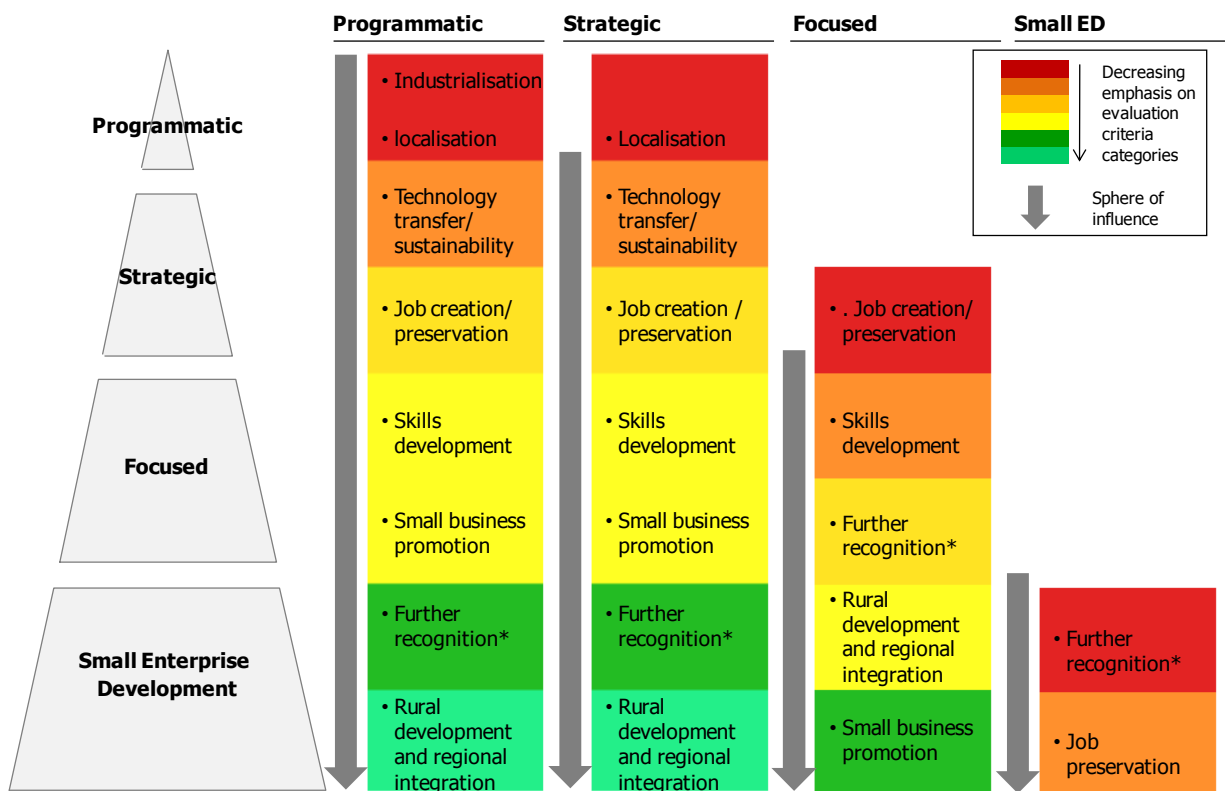 Programmatic
Strategic
Focused
Small ED
Programmatic
Strategic
Focused
Small Enterprise
Development
• Industrialisation
• localisation
• Technology
transfer/
sustainability
• Job creation/
preservation
• Skills
development
• Small business
promotion
• Further
recognition*
• Rural
development
and regional
integration
• Localisation
• Technology
transfer/
sustainability
• Job creation /
preservation
• Skills
development
• Small business
promotion
• Further
recognition*
• Rural
development
and regional
integration
• . Job creation/
preservation
• Skills
development
• Further
recognition*
• Rural
development
and regional
integration
• Small business
promotion
• Further
recognition*
• Job
preservation
Decreasing
emphasis on
evaluation
criteria
categories
Sphere of
influence